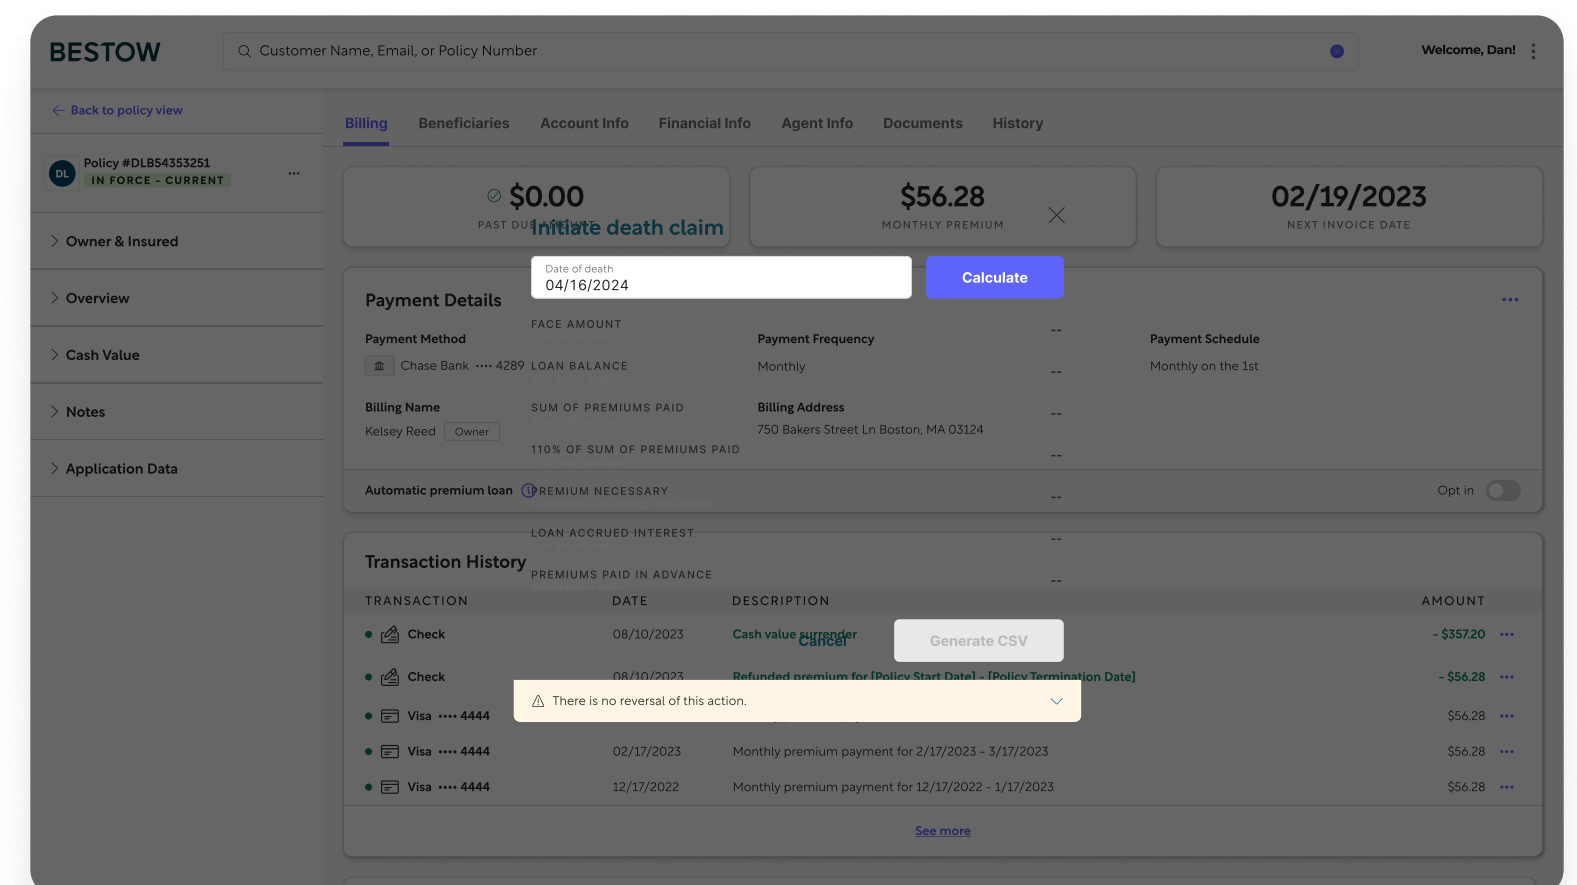 BESTOW
Customer Name, Email, or Policy Number
Welcome, Dan!
Back to policy view
DL
Policy #DLB54353251
IN FORCE - CURRENT
Owner & Insured
Overview
Cash Value
Notes
Application Data
Billing Beneficiaries Account Info Financial Info Agent Info Documents History
$0.00
PAST DUE AMOUNT
$56.28
MONTHLY PREMIUM
02/19/2023
NEXT INVOICE DATE
Initiate death claim
Date of death
04/16/2024
Calculate
FACE AMOUNT --
LOAN BALANCE --
SUM OF PREMIUMS PAID --
110% OF SUM OF PREMIUMS PAID --
PREMIUM NECESSARY --
LOAN ACCRUED INTEREST --
PREMIUMS PAID IN ADVANCE --
Cancel
Generate CSV
There is no reversal of this action.
Payment Details
Payment Method
Chase Bank •••• 4289
Payment Frequency
Monthly
Payment Schedule
Monthly on the 1st
Billing Name
Kelsey Reed Owner
Billing Address
750 Bakers Street Ln Boston, MA 03124
Automatic premium loan
Opt in
Transaction History
TRANSACTION DATE DESCRIPTION AMOUNT
Check 08/10/2023 Cash value surrender - $357.20
Check 08/10/2023 Refunded premium for [Policy Start Date] - [Policy Termination Date] - $56.28
Visa •••• 4444 $56.28
Visa •••• 4444 02/17/2023 Monthly premium payment for 2/17/2023 - 3/17/2023 $56.28
Visa •••• 4444 12/17/2022 Monthly premium payment for 12/17/2022 - 1/17/2023 $56.28
See more